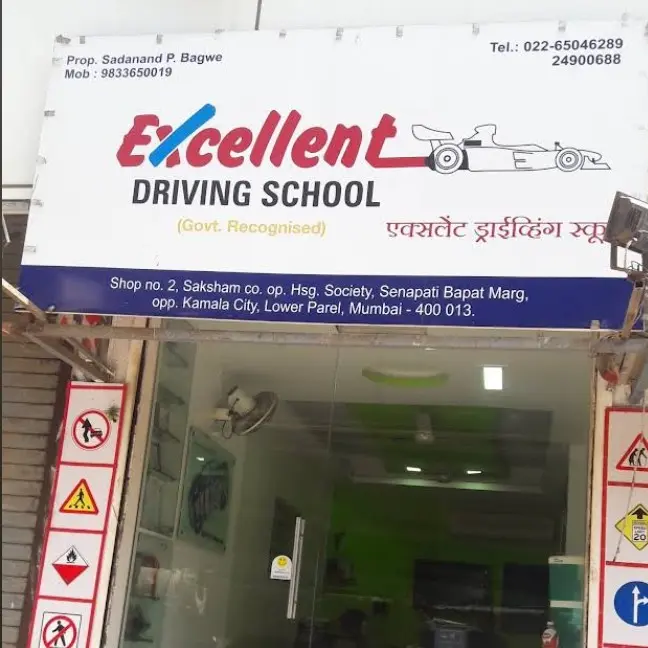 Prop. Sadanand P. Bagwe
Mob : 9833650019
Tel.: 022-65046289
24900688
Excellent
DRIVING SCHOOL
(Govt. Recognised)
एक्सलेंट ड्राईव्हिंग
Shop no. 2, Saksham co. op. Hsg. Society, Senapati Bapat Marg,
opp. Kamala City, Lower Parel, Mumbai - 400 013.
20